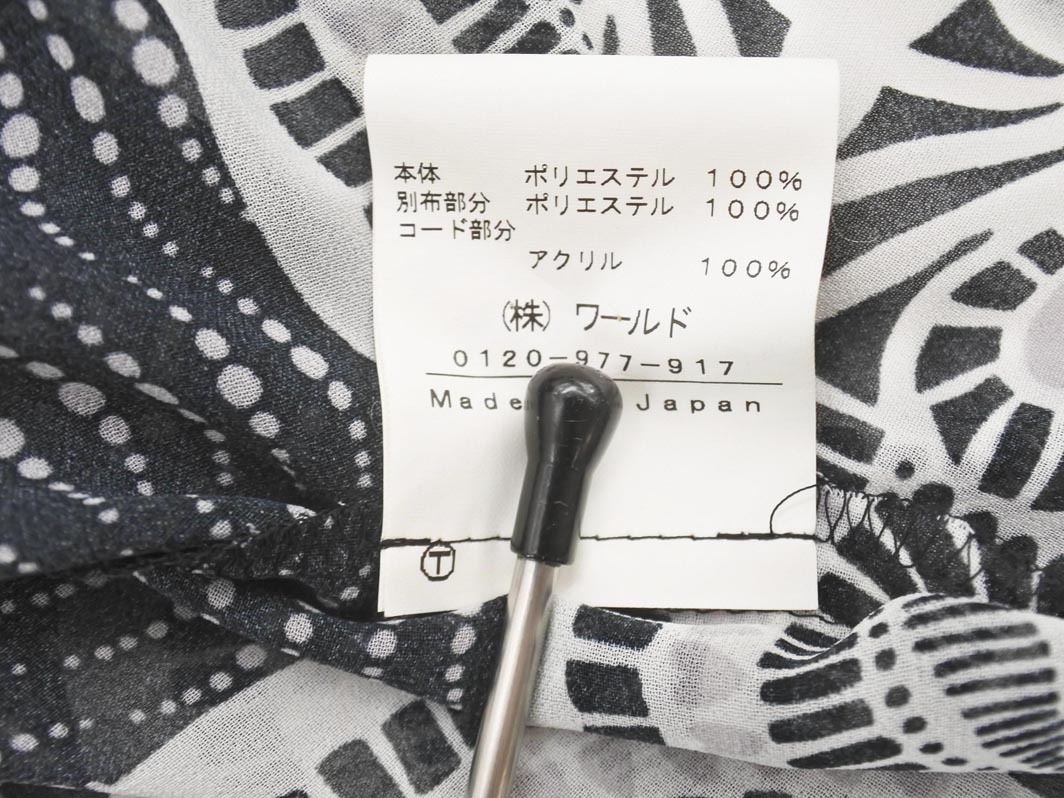 本体 ポリエステル 100%
別布部分 ポリエステル 100%
コード部分
アクリル 100%
(株) ワールド
0120-977-917
Made Japan
T